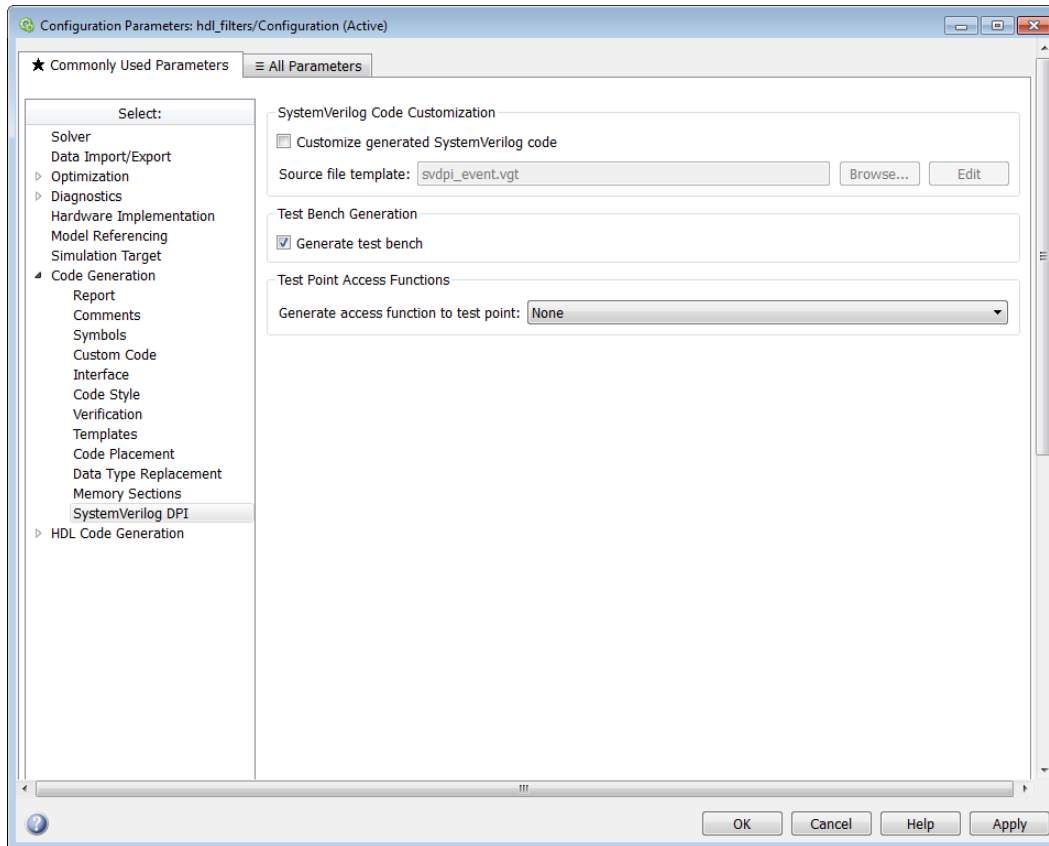 Configuration Parameters: hdl_filters/Configuration (Active)
★ Commonly Used Parameters
≡ All Parameters
Select:
Solver
Data Import/Export
Optimization
Diagnostics
Hardware Implementation
Model Referencing
Simulation Target
Code Generation
Report
Comments
Symbols
Custom Code
Interface
Code Style
Verification
Templates
Code Placement
Data Type Replacement
Memory Sections
SystemVerilog DPI
HDL Code Generation
SystemVerilog Code Customization
Customize generated SystemVerilog code
Source file template: svdpi_event.vgt Browse... Edit
Test Bench Generation
Generate test bench
Test Point Access Functions
Generate access function to test point: None
OK Cancel Help Apply